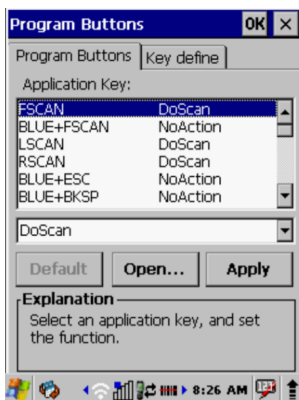 Program Buttons OK ×
Program Buttons Key define
Application Key:
FSCAN DoScan
BLUE+FSCAN NoAction
LSCAN DoScan
RSCAN DoScan
BLUE+ESC NoAction
BLUE+BKSP NoAction
DoScan
Default Open... Apply
Explanation
Select an application key, and set
the function.
8:26 AM 123